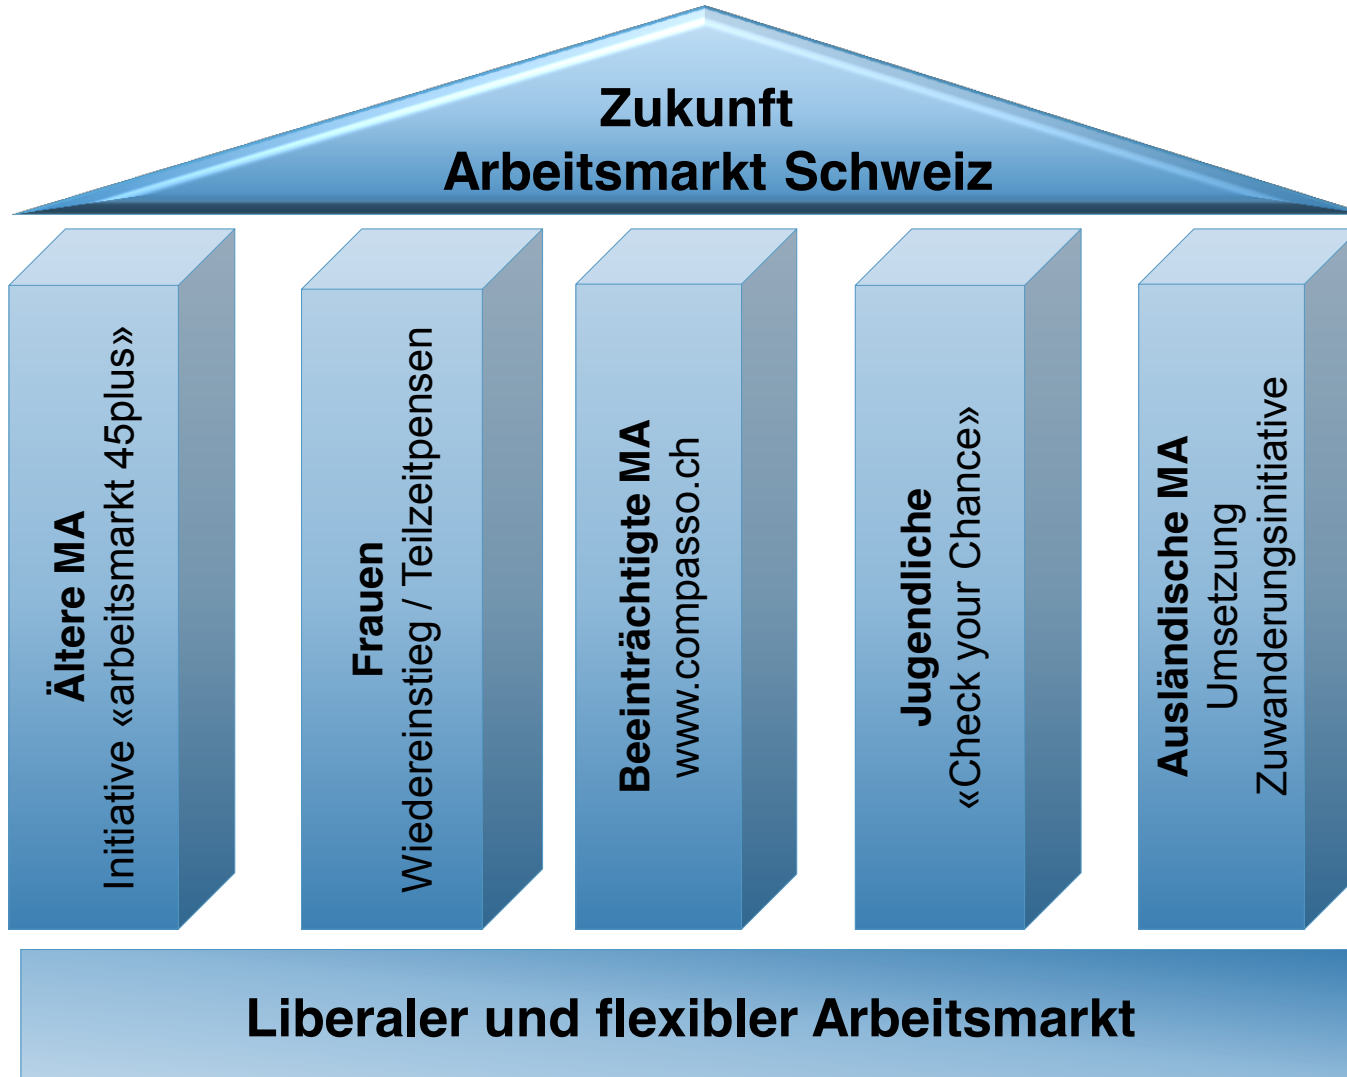 Zukunft
Arbeitsmarkt Schweiz
Ältere MA
Initiative «arbeitsmarkt 45plus»
Frauen
Wiedereinstieg / Teilzeitpensen
Beeinträchtigte MA
www.compasso.ch
Jugendliche
«Check your Chance»
Ausländische MA
Umsetzung
Zuwanderungsinitiative
Liberaler und flexibler Arbeitsmarkt